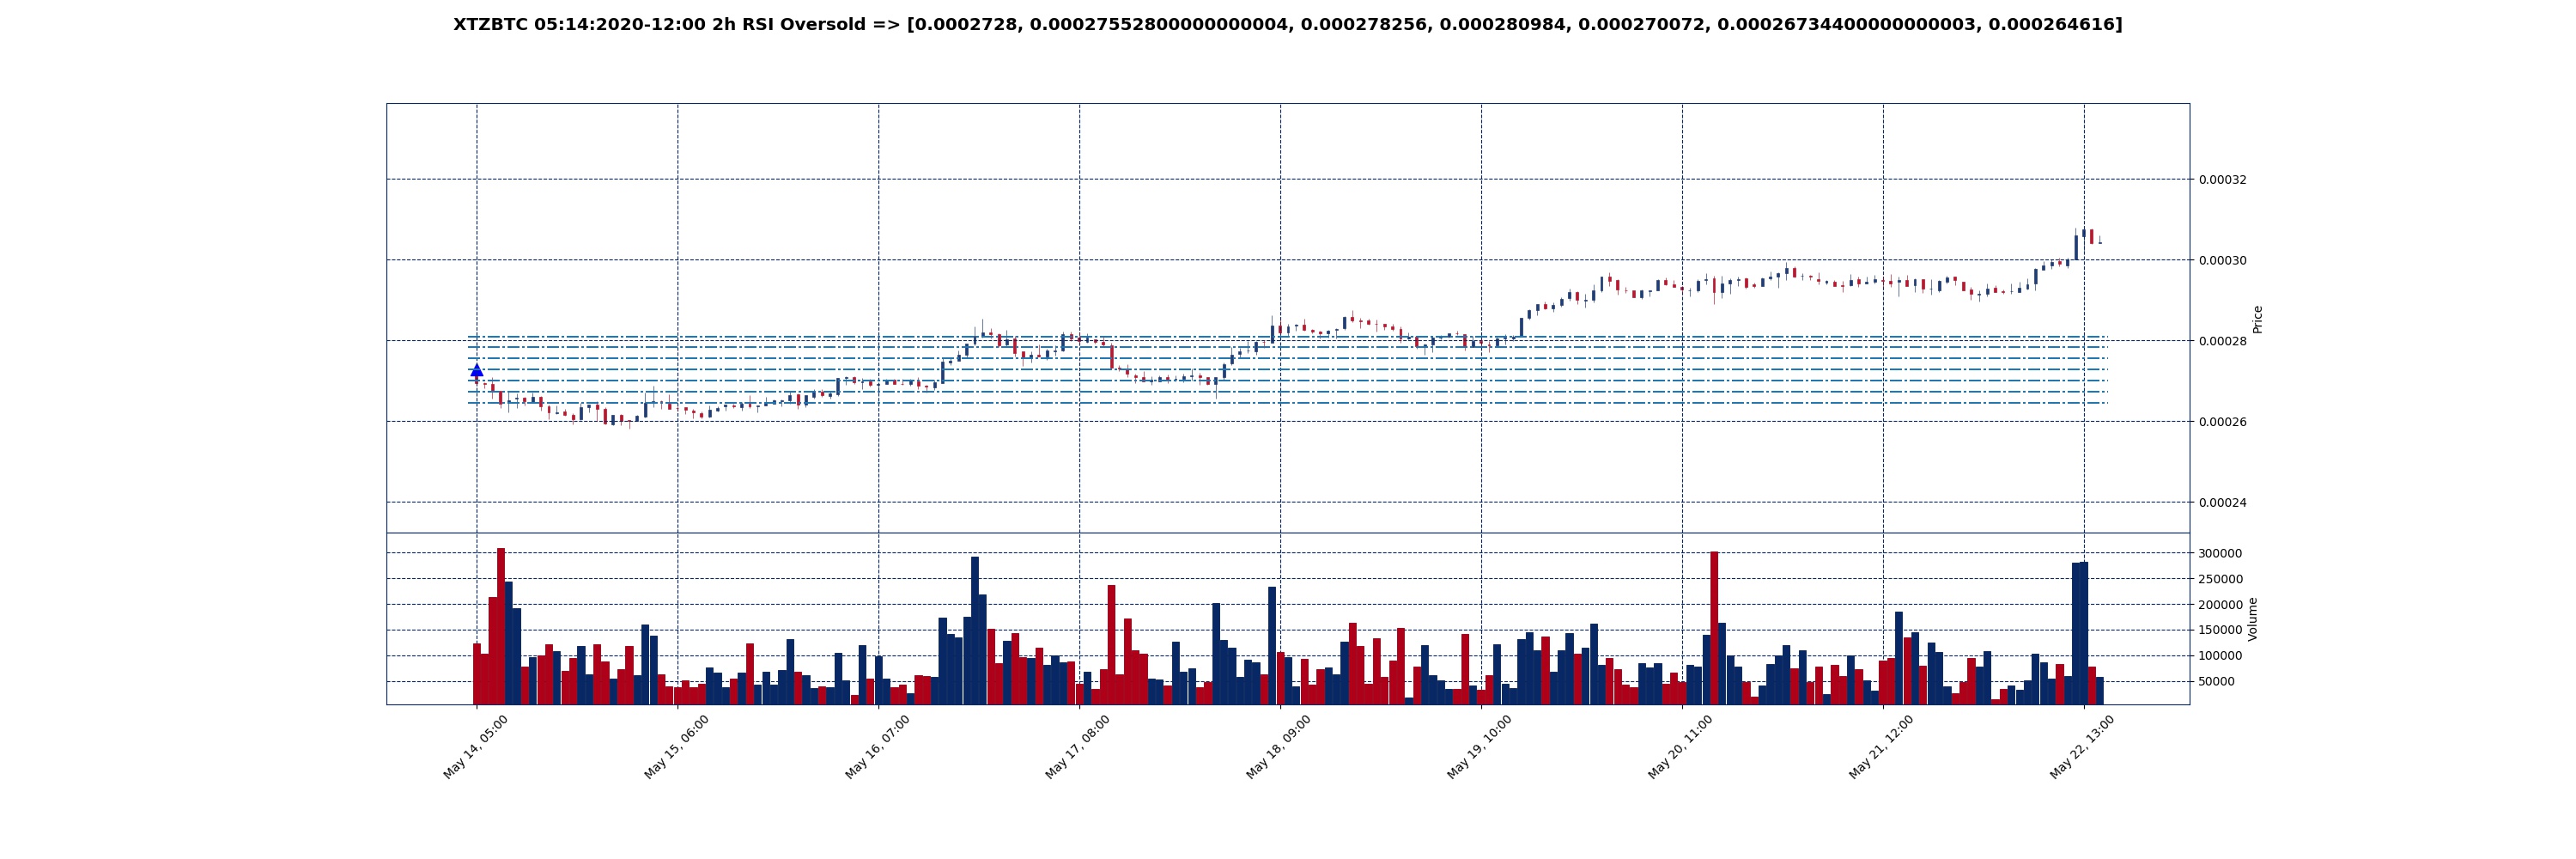 XTZBTC 05:14:2020-12:00 2h RSI Oversold => [0.0002728, 0.00027552800000000004, 0.000278256, 0.000280984, 0.000270072, 0.00026734400000000003, 0.000264616]
0.00032
0.00030
0.00028
0.00026
0.00024
Price
300000
250000
200000
150000
100000
50000
Volume
May 14, 05:00
May 15, 06:00
May 16, 07:00
May 17, 08:00
May 18, 09:00
May 19, 10:00
May 20, 11:00
May 21, 12:00
May 22, 13:00